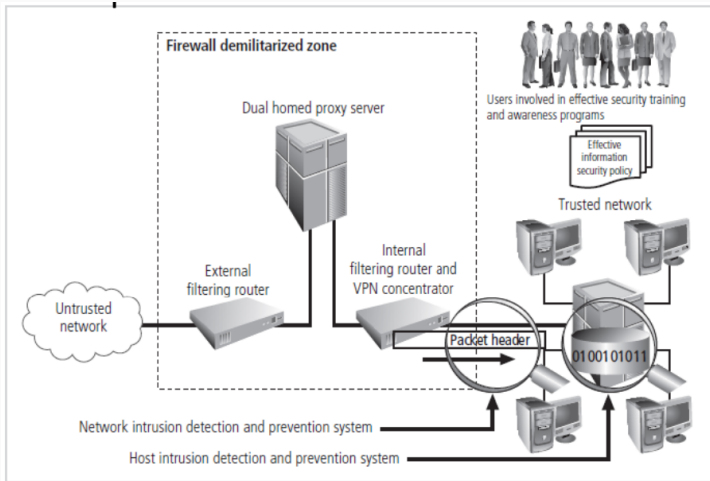 Firewall demilitarized zone
Dual homed proxy server
Users involved in effective security training
and awareness programs
Effective
information
security policy
Trusted network
External
filtering router
Internal
filtering router and
VPN concentrator
Untrusted
network
Packet header
0100101011
Network intrusion detection and prevention system
Host intrusion detection and prevention system